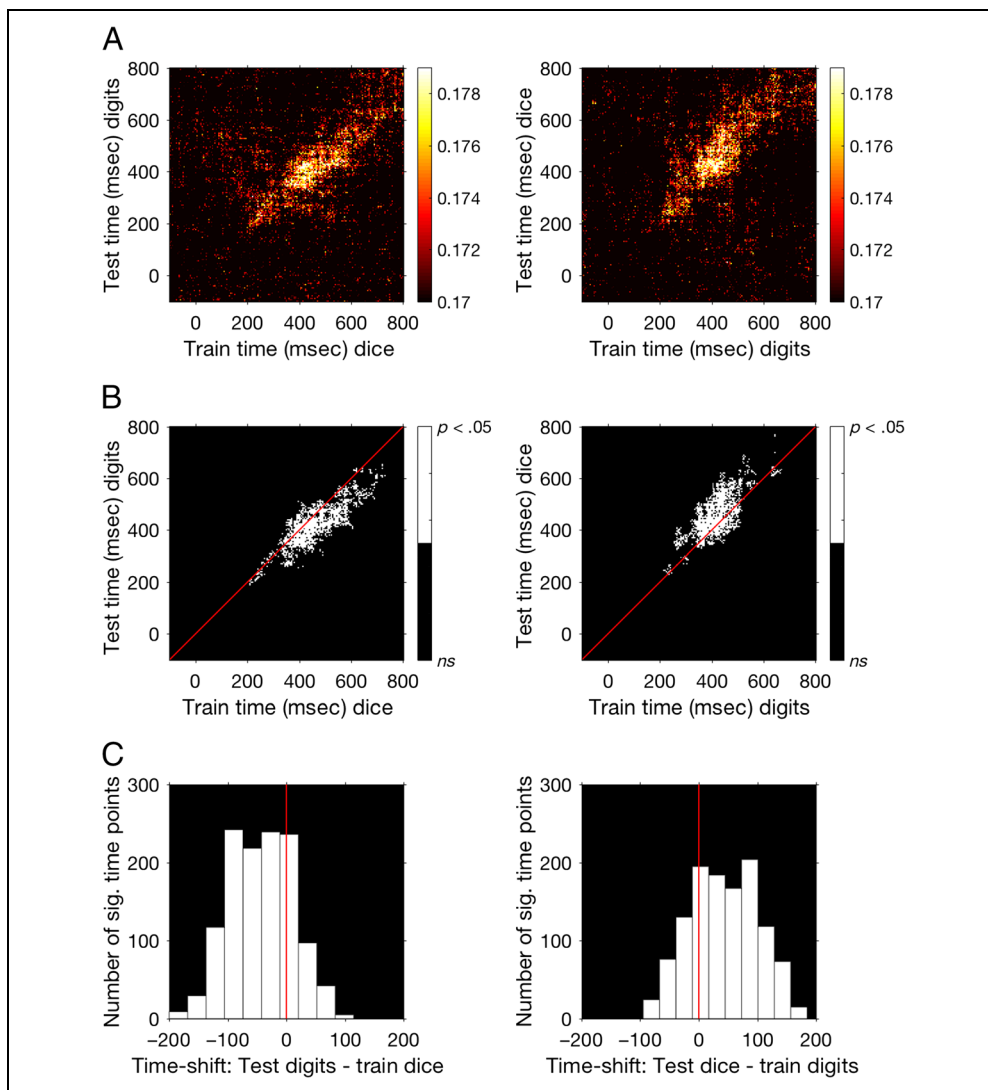 A
800
600
400
200
0
Test time (msec) digits
0 200 400 600 800
Train time (msec) dice
0.178
0.176
0.174
0.172
0.17
800
600
400
200
0
Test time (msec) dice
0 200 400 600 800
Train time (msec) digits
0.178
0.176
0.174
0.172
0.17
B
800
600
400
200
0
Test time (msec) digits
0 200 400 600 800
Train time (msec) dice
p < .05
ns
800
600
400
200
0
Test time (msec) dice
0 200 400 600 800
Train time (msec) digits
p < .05
ns
C
300
200
100
0
Number of sig. time points
−200 −100 0 100 200
Time-shift: Test digits - train dice
300
200
100
0
Number of sig. time points
−200 −100 0 100 200
Time-shift: Test dice - train digits